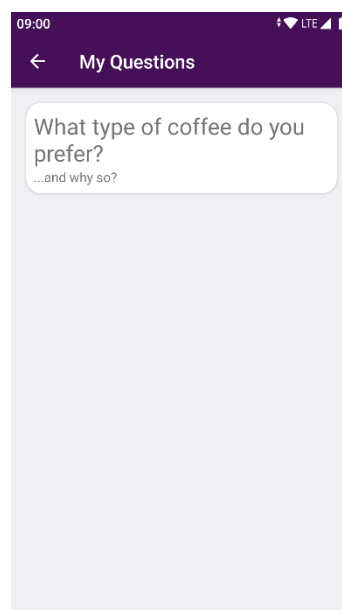 09:00
LTE
My Questions
What type of coffee do you
prefer?
...and why so?